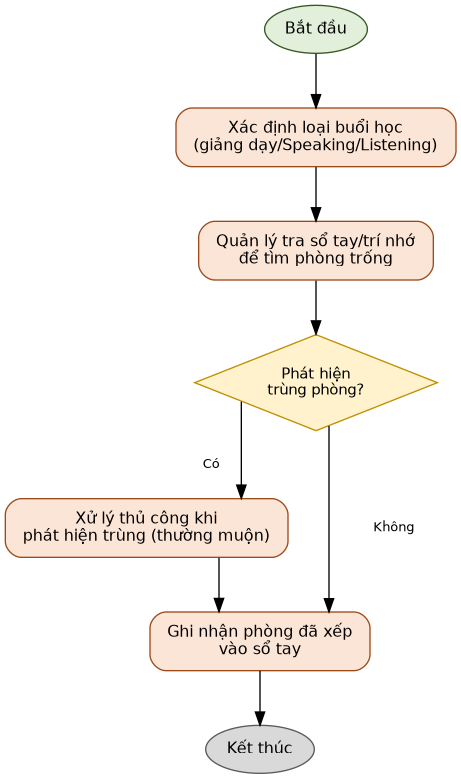 Bắt đầu
Xác định loại buổi học
(giảng dạy/Speaking/Listening)
Quản lý tra sổ tay/trí nhớ
để tìm phòng trống
Phát hiện
trùng phòng?
Có
Xử lý thủ công khi
phát hiện trùng (thường muộn)
Không
Ghi nhận phòng đã xếp
vào sổ tay
Kết thúc